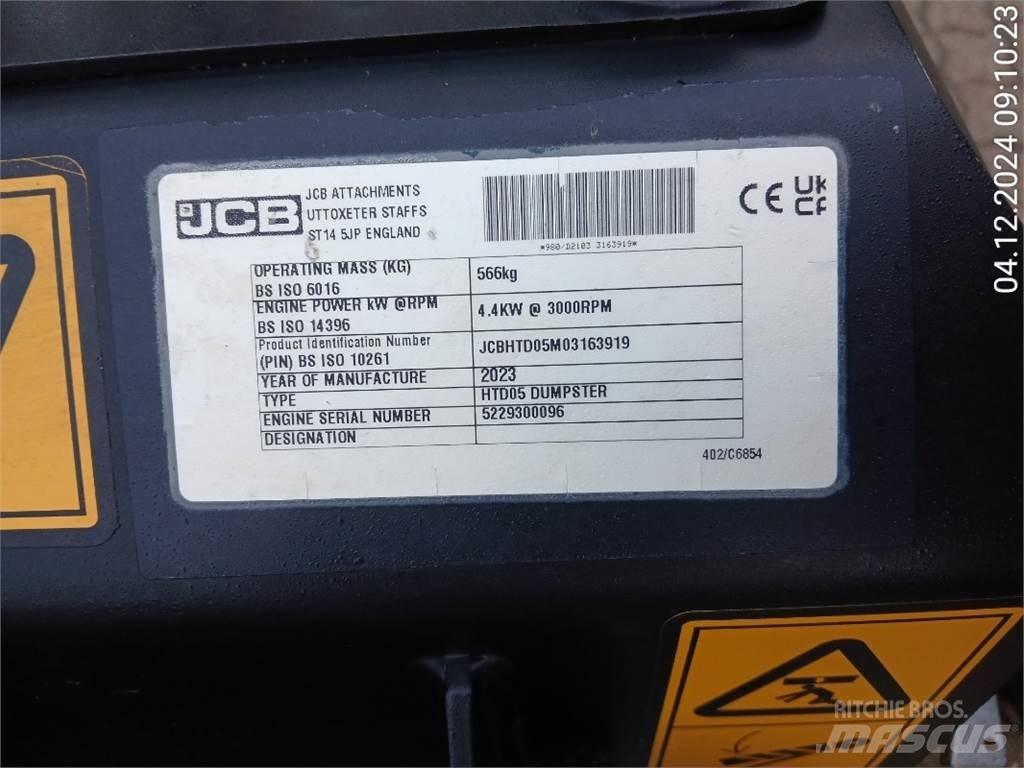 JCB
JCB ATTACHMENTS
UTTOXETER STAFFS
ST14 5JP ENGLAND
*980/D2103 3163919*
CE UK CA
OPERATING MASS (KG)
BS ISO 6016
566kg
ENGINE POWER kW @RPM
BS ISO 14396
4.4KW @ 3000RPM
Product Identification Number
(PIN) BS ISO 10261
JCBHTD05M03163919
YEAR OF MANUFACTURE 2023
TYPE HTD05 DUMPSTER
ENGINE SERIAL NUMBER 5229300096
DESIGNATION
402/C6854
04.12.2024 09:10:23
RITCHIE BROS.
MASCUS